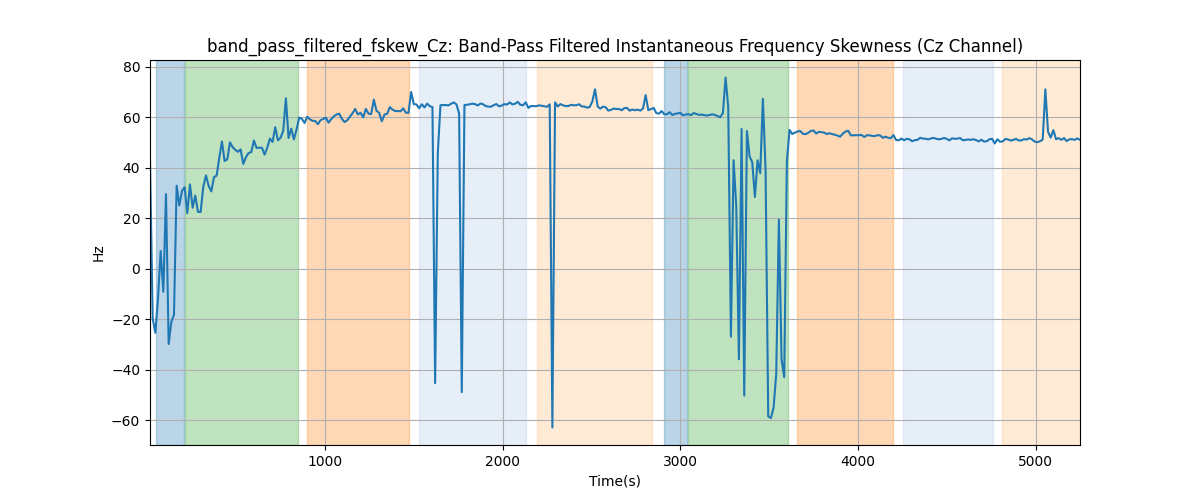 band_pass_filtered_fskew_Cz: Band-Pass Filtered Instantaneous Frequency Skewness (Cz Channel)
80
60
40
20
0
−20
−40
−60
Hz
1000 2000 3000 4000 5000
Time(s)